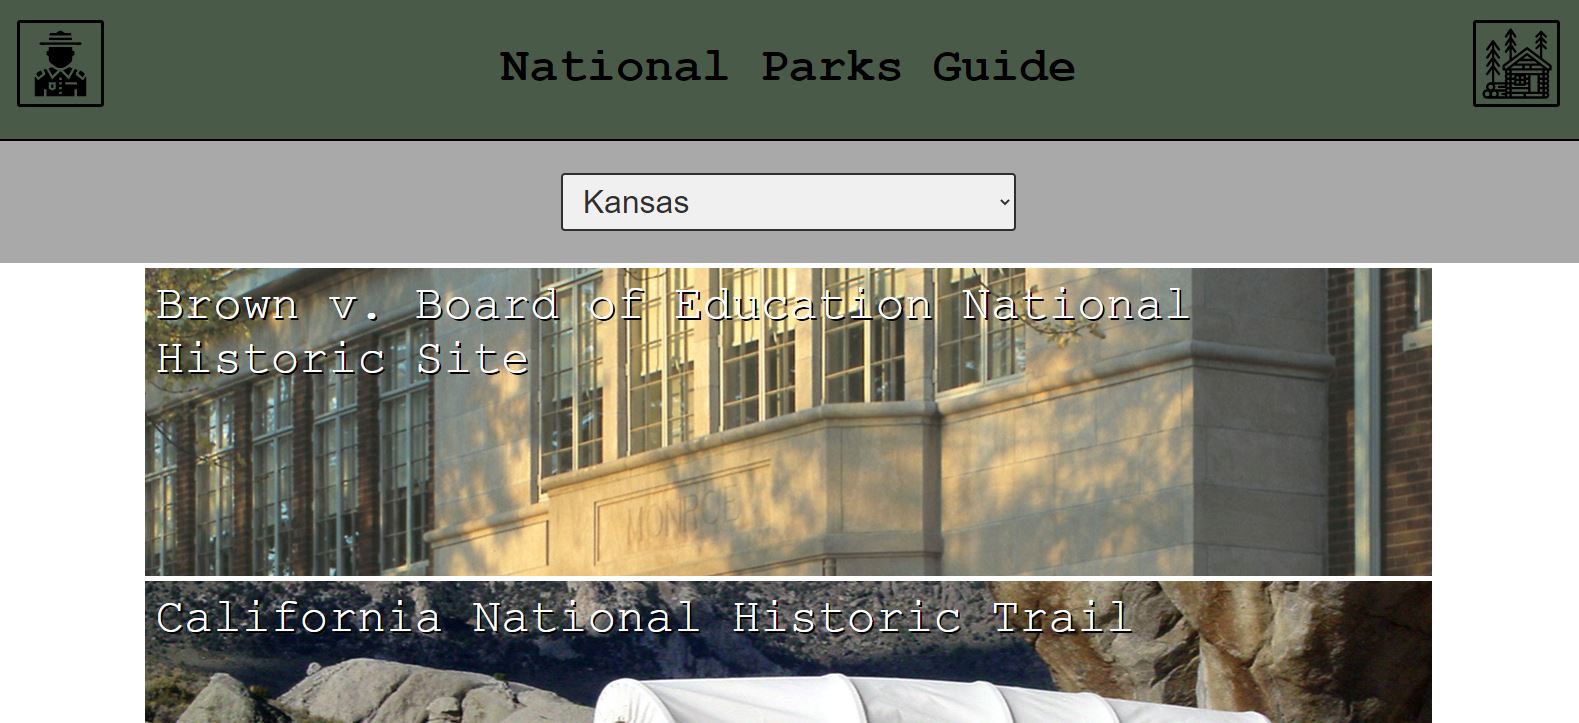 National Parks Guide
Kansas
Brown v. Board of Education National
Historic Site
MONROE
California National Historic Trail